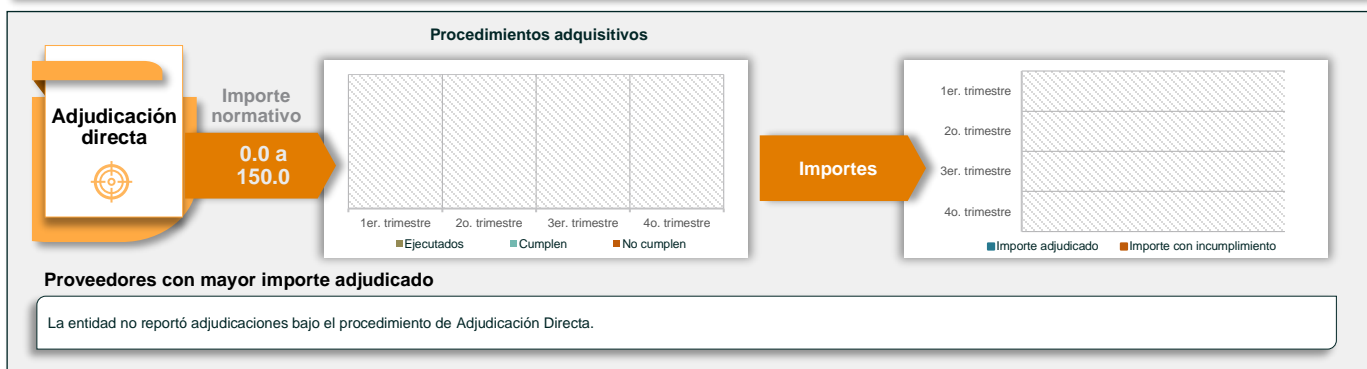 Procedimientos adquisitivos
Adjudicación
directa
Importe
normativo
0.0 a
150.0
1er. trimestre
2o. trimestre
3er. trimestre
4o. trimestre
Ejecutados
Cumplen
No cumplen
Importes
1er. trimestre
2o. trimestre
3er. trimestre
4o. trimestre
Importe adjudicado
Importe con incumplimiento
Proveedores con mayor importe adjudicado
La entidad no reportó adjudicaciones bajo el procedimiento de Adjudicación Directa.